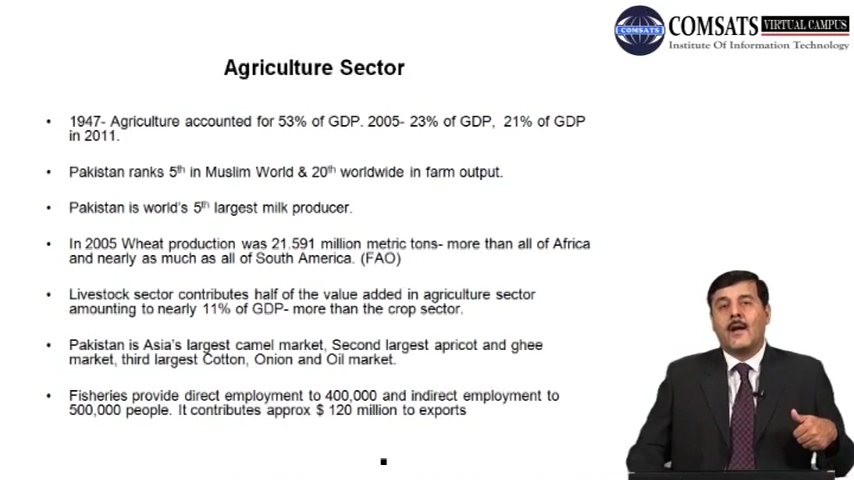 COMSATS VIRTUAL CAMPUS
COMSATS
Institute Of Information Technology
Agriculture Sector
• 1947- Agriculture accounted for 53% of GDP. 2005- 23% of GDP, 21% of GDP
in 2011.
• Pakistan ranks 5th in Muslim World & 20th worldwide in farm output.
• Pakistan is world's 5th largest milk producer.
• In 2005 Wheat production was 21.591 million metric tons- more than all of Africa
and nearly as much as all of South America. (FAO)
• Livestock sector contributes half of the value added in agriculture sector
amounting to nearly 11% of GDP- more than the crop sector.
• Pakistan is Asia's largest camel market, Second largest apricot and ghee
market, third largest Cotton, Onion and Oil market.
• Fisheries provide direct employment to 400,000 and indirect employment to
500,000 people. It contributes approx $ 120 million to exports